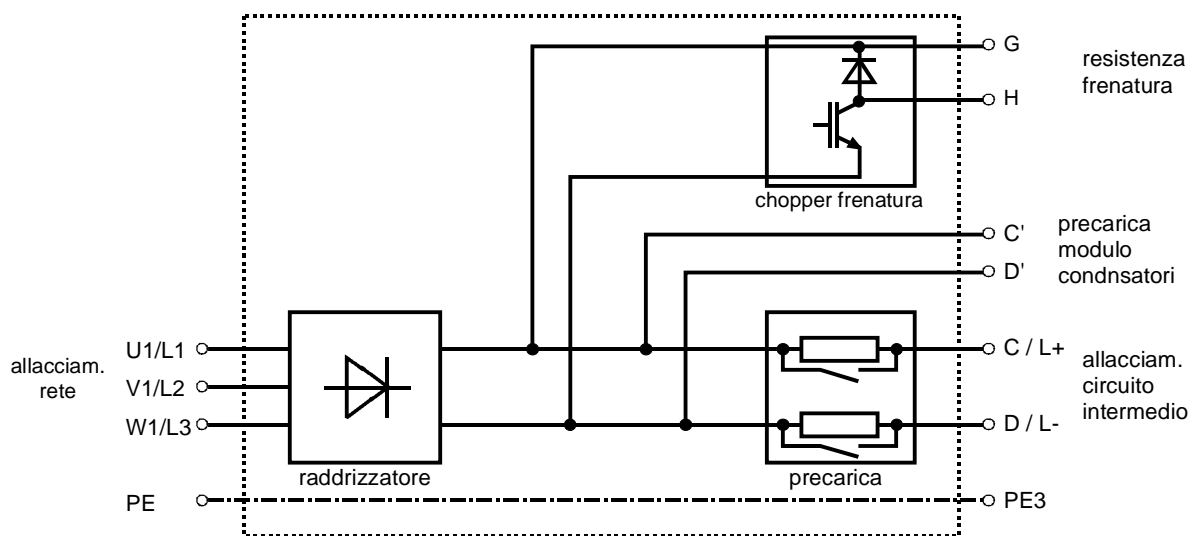 G
resistenza
frenatura
H
chopper frenatura
C'
precarica
modulo
condnsatori
D'
allacciam.
rete
U1/L1
V1/L2
W1/L3
C / L+
allacciam.
circuito
intermedio
D / L-
raddrizzatore
precarica
PE
PE3